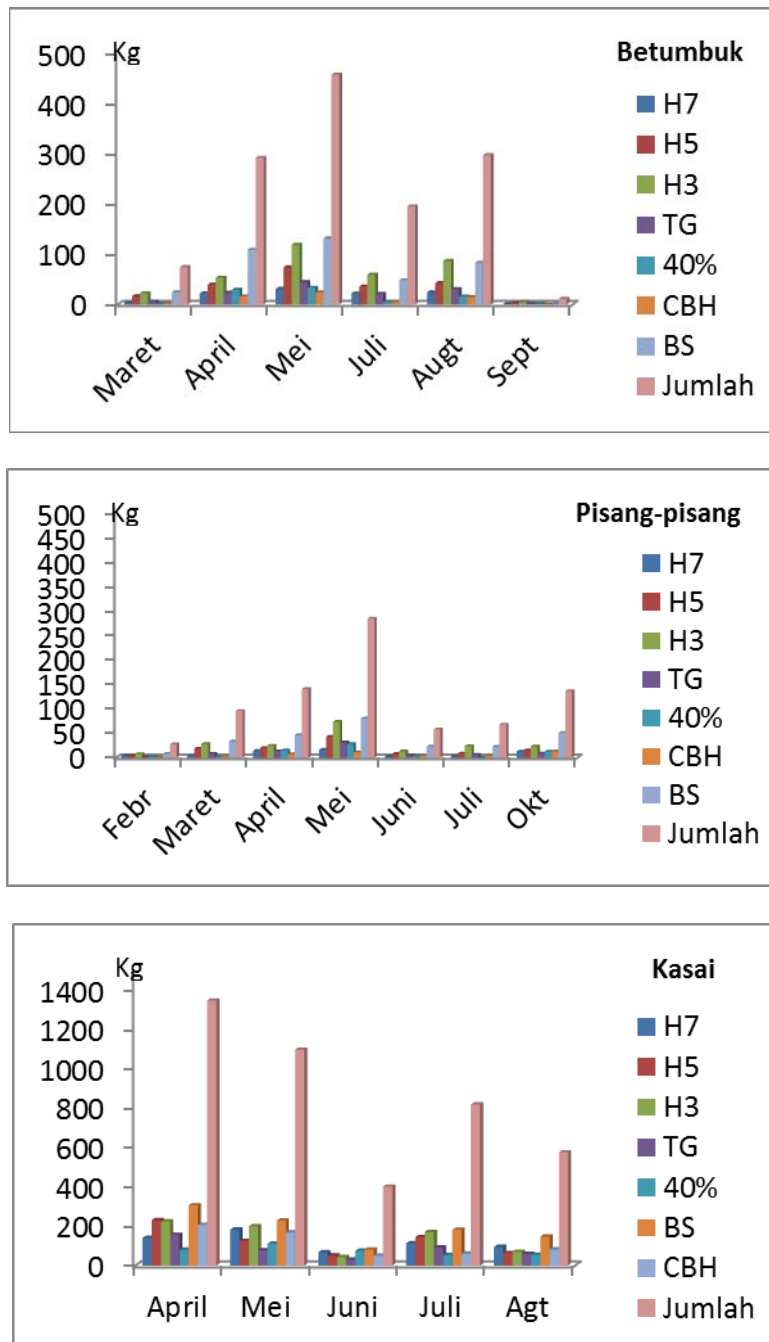 Kg
Betumbuk
500
400
300
200
100
0
Maret
April
Mei
Juli
Augt
Sept
H7
H5
H3
TG
40%
CBH
BS
Jumlah
Kg
Pisang-pisang
500
450
400
350
300
250
200
150
100
50
0
Febr
Maret
April
Mei
Juni
Juli
Okt
H7
H5
H3
TG
40%
CBH
BS
Jumlah
Kg
Kasai
1400
1200
1000
800
600
400
200
0
April
Mei
Juni
Juli
Agt
H7
H5
H3
TG
40%
BS
CBH
Jumlah